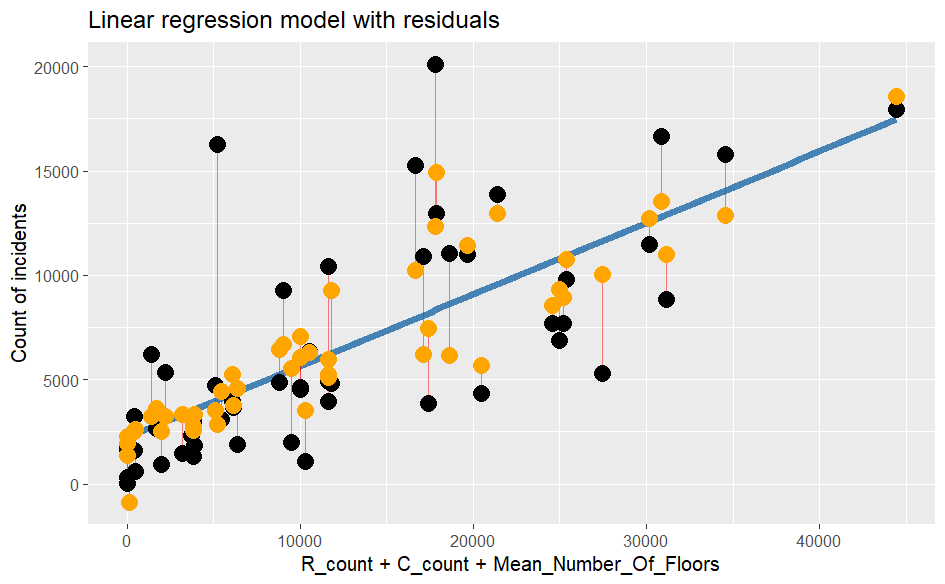 Linear regression model with residuals
20000
15000
10000
5000
0
Count of incidents
0 10000 20000 30000 40000
R_count + C_count + Mean_Number_Of_Floors